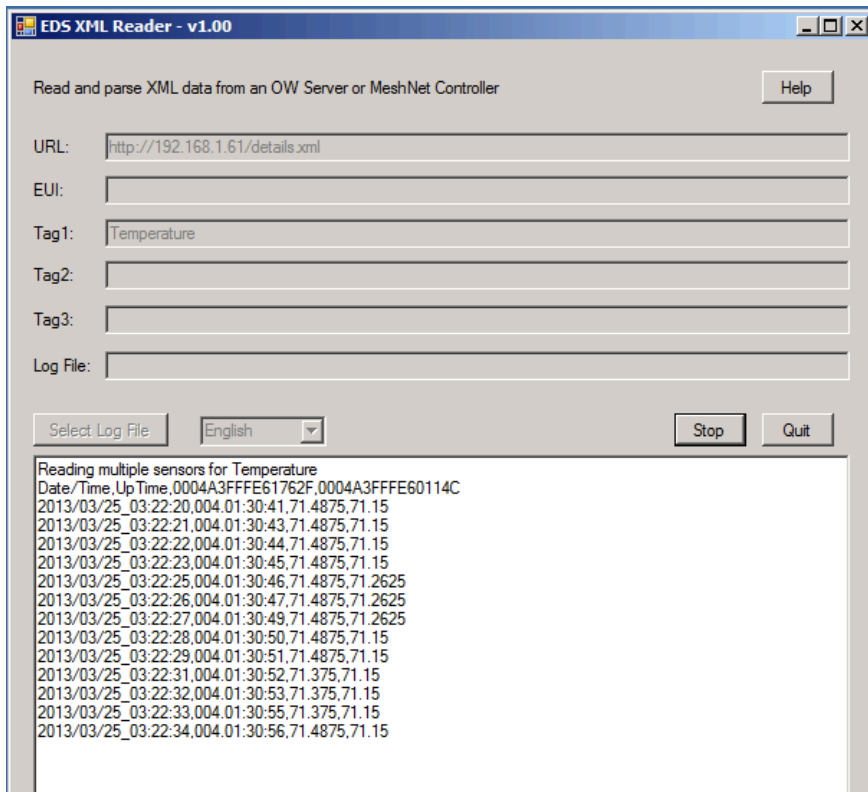 EDS XML Reader - v1.00
Read and parse XML data from an OW Server or MeshNet Controller
Help
URL: http://192.168.1.61/details.xml
EUI:
Tag1: Temperature
Tag2:
Tag3:
Log File:
Select Log File English Stop Quit
Reading multiple sensors for Temperature
Date/Time,UpTime,0004A3FFFE61762F,0004A3FFFE60114C
2013/03/25_03:22:20,004.01:30:41,71.4875,71.15
2013/03/25_03:22:21,004.01:30:43,71.4875,71.15
2013/03/25_03:22:22,004.01:30:44,71.4875,71.15
2013/03/25_03:22:23,004.01:30:45,71.4875,71.15
2013/03/25_03:22:25,004.01:30:46,71.4875,71.2625
2013/03/25_03:22:26,004.01:30:47,71.4875,71.2625
2013/03/25_03:22:27,004.01:30:49,71.4875,71.2625
2013/03/25_03:22:28,004.01:30:50,71.4875,71.15
2013/03/25_03:22:29,004.01:30:51,71.4875,71.15
2013/03/25_03:22:31,004.01:30:52,71.375,71.15
2013/03/25_03:22:32,004.01:30:53,71.375,71.15
2013/03/25_03:22:33,004.01:30:55,71.375,71.15
2013/03/25_03:22:34,004.01:30:56,71.4875,71.15